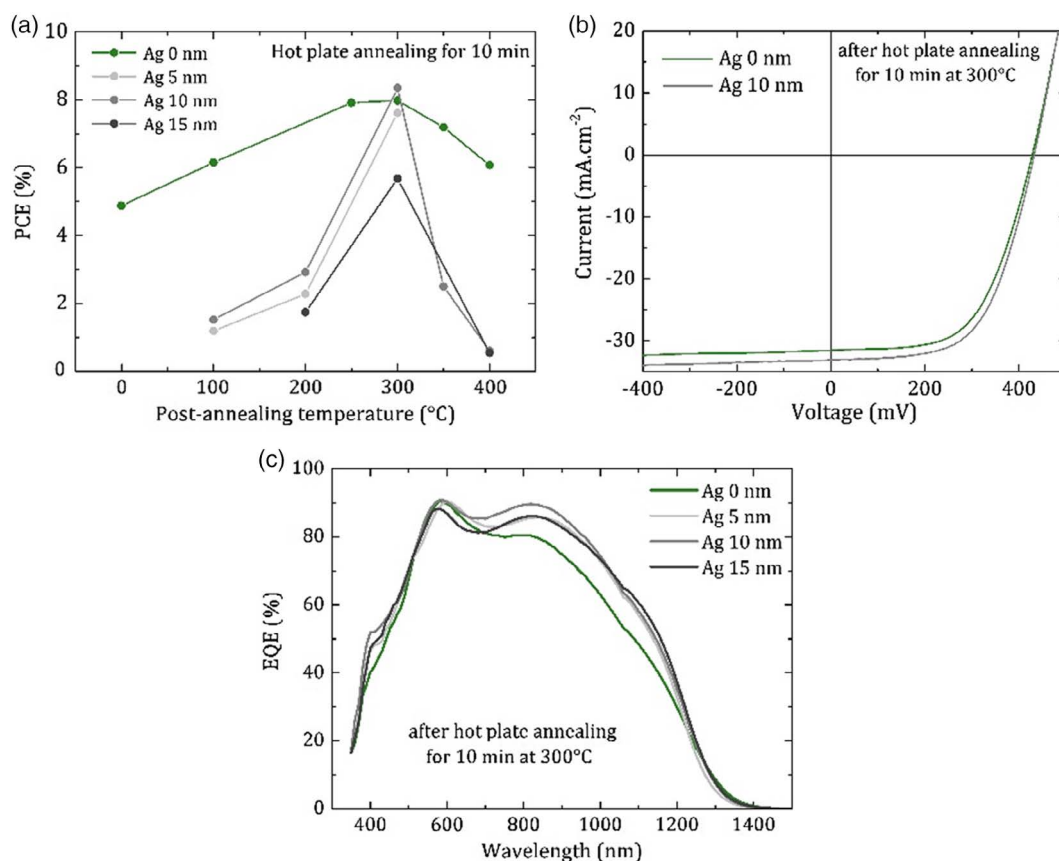 (a)
10
8
6
4
2
0
PCE (%)
Ag 0 nm
Ag 5 nm
Ag 10 nm
Ag 15 nm
Hot plate annealing for 10 min
0 100 200 300 400
Post-annealing temperature (°C)
(b)
20
10
0
-10
-20
-30
Current (mA.cm⁻²)
Ag 0 nm
Ag 10 nm
after hot plate annealing
for 10 min at 300°C
-400 -200 0 200 400
Voltage (mV)
(c)
100
80
60
40
20
0
EQE (%)
Ag 0 nm
Ag 5 nm
Ag 10 nm
Ag 15 nm
after hot plate annealing
for 10 min at 300°C
400 600 800 1000 1200 1400
Wavelength (nm)